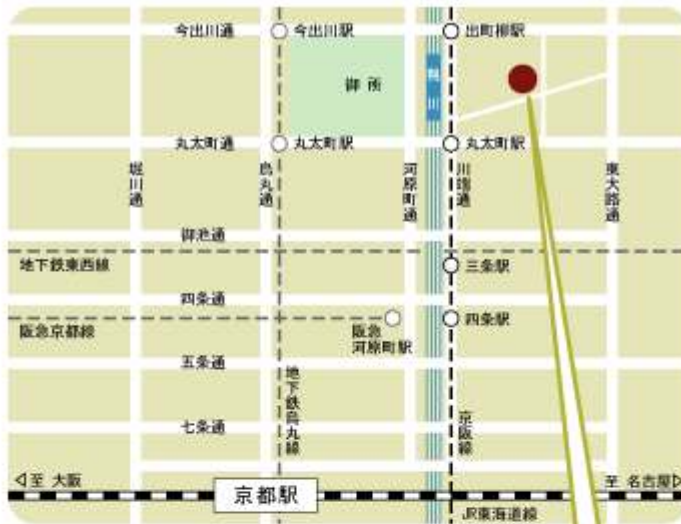 今出川通
今出川駅
出町柳駅
御所
鴨川
丸太町通
丸太町駅
丸太町駅
堀川通
烏丸通
河原町通
川端通
東大路通
御池通
地下鉄東西線
三条駅
四条通
四条駅
阪急京都線
阪急
河原町駅
五条通
地下鉄烏丸線
七条通
京阪線
至 大阪
京都駅
至 名古屋
JR東海道線